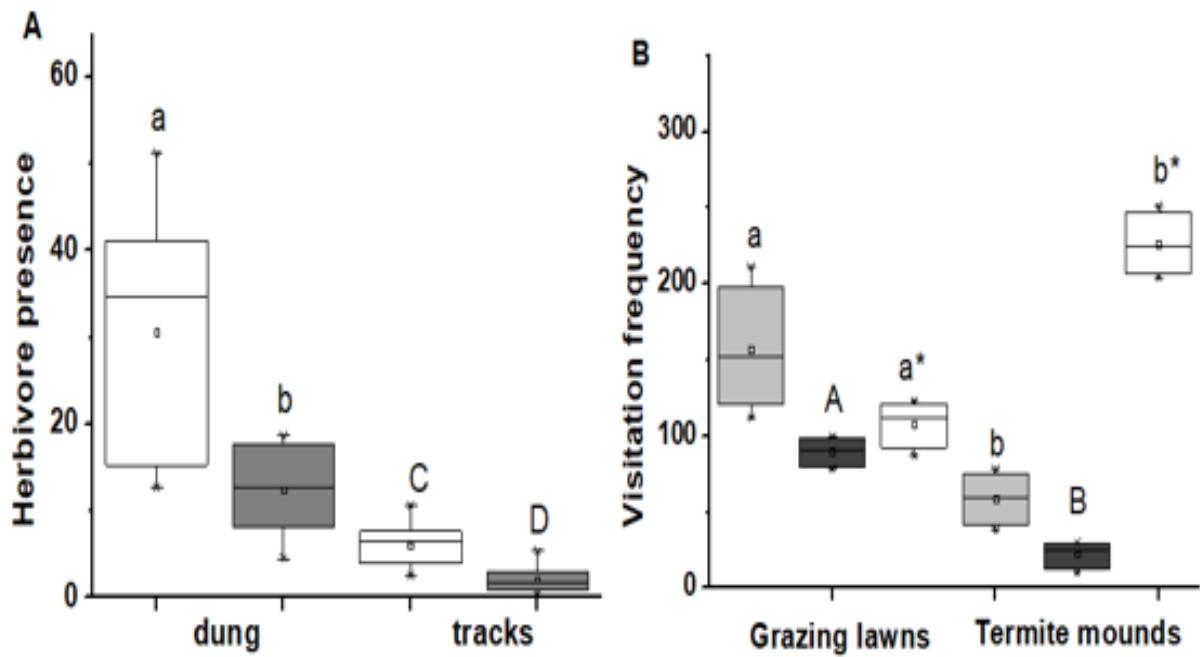 A
Herbivore presence
60
40
20
0
a
b
C
D
dung tracks
B
Visitation frequency
300
200
100
0
a
A
a*
b
B
b*
Grazing lawns Termite mounds